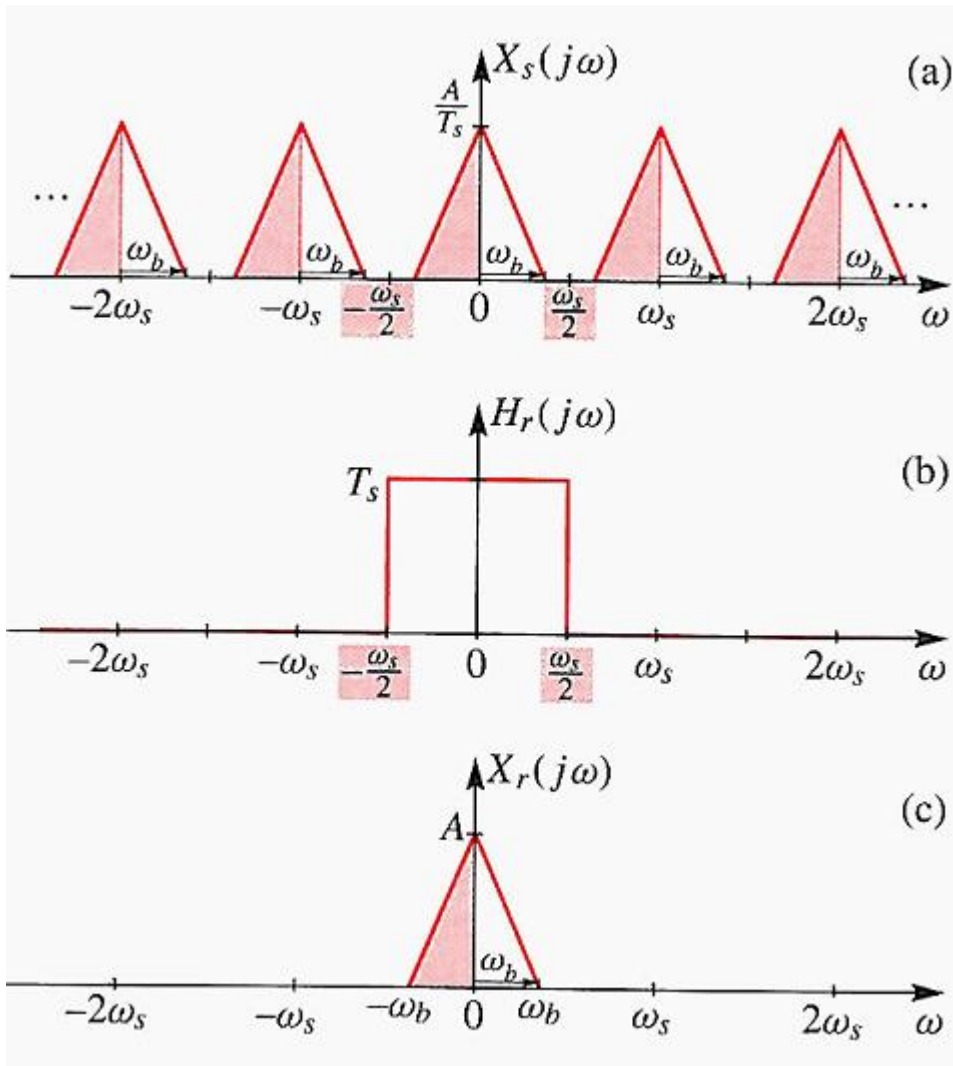 X_s(jω)
(a)
A/T_s
... ...
ω_b ω_b ω_b ω_b ω_b
−2ω_s −ω_s −ω_s/2 0 ω_s/2 ω_s 2ω_s ω
H_r(jω)
(b)
T_s
−2ω_s −ω_s −ω_s/2 0 ω_s/2 ω_s 2ω_s ω
X_r(jω)
(c)
A
ω_b
−2ω_s −ω_s −ω_b 0 ω_b ω_s 2ω_s ω